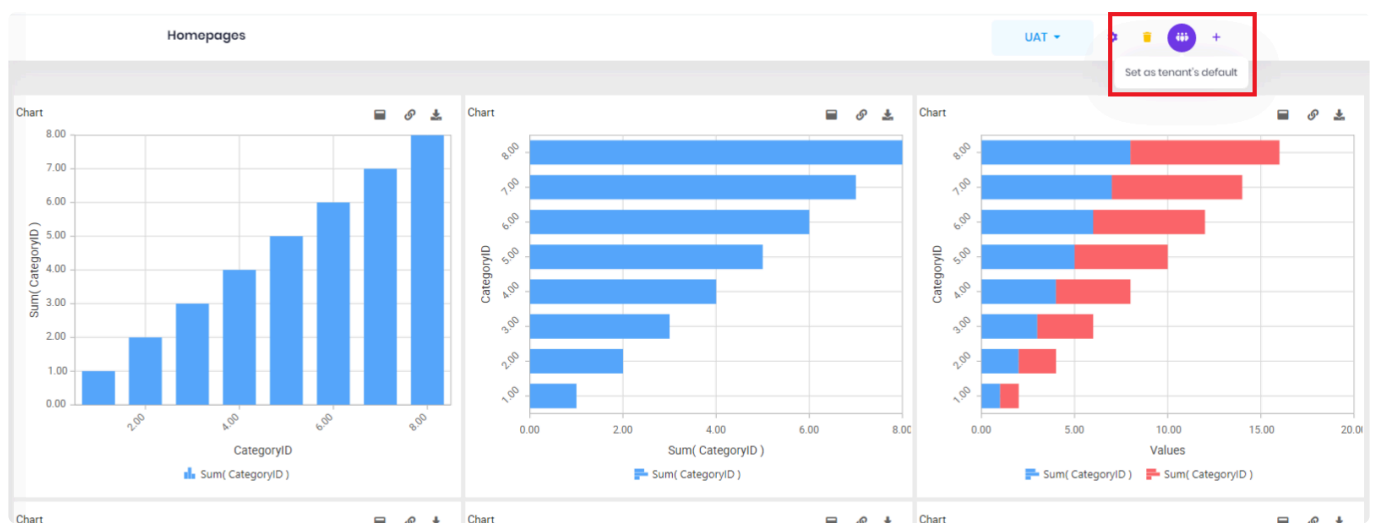 Homepages
UAT
Set as tenant's default
Chart
8.00
7.00
6.00
5.00
4.00
3.00
2.00
1.00
0.00
Sum( CategoryID )
2.00 4.00 6.00 8.00
CategoryID
Sum( CategoryID )
Chart
8.00
7.00
6.00
5.00
4.00
3.00
2.00
1.00
CategoryID
0.00 2.00 4.00 6.00 8.00
Sum( CategoryID )
Sum( CategoryID )
Chart
8.00
7.00
6.00
5.00
4.00
3.00
2.00
1.00
CategoryID
0.00 5.00 10.00 15.00 20.0
Values
Sum( CategoryID ) Sum( CategoryID )
Chart
Chart
Chart